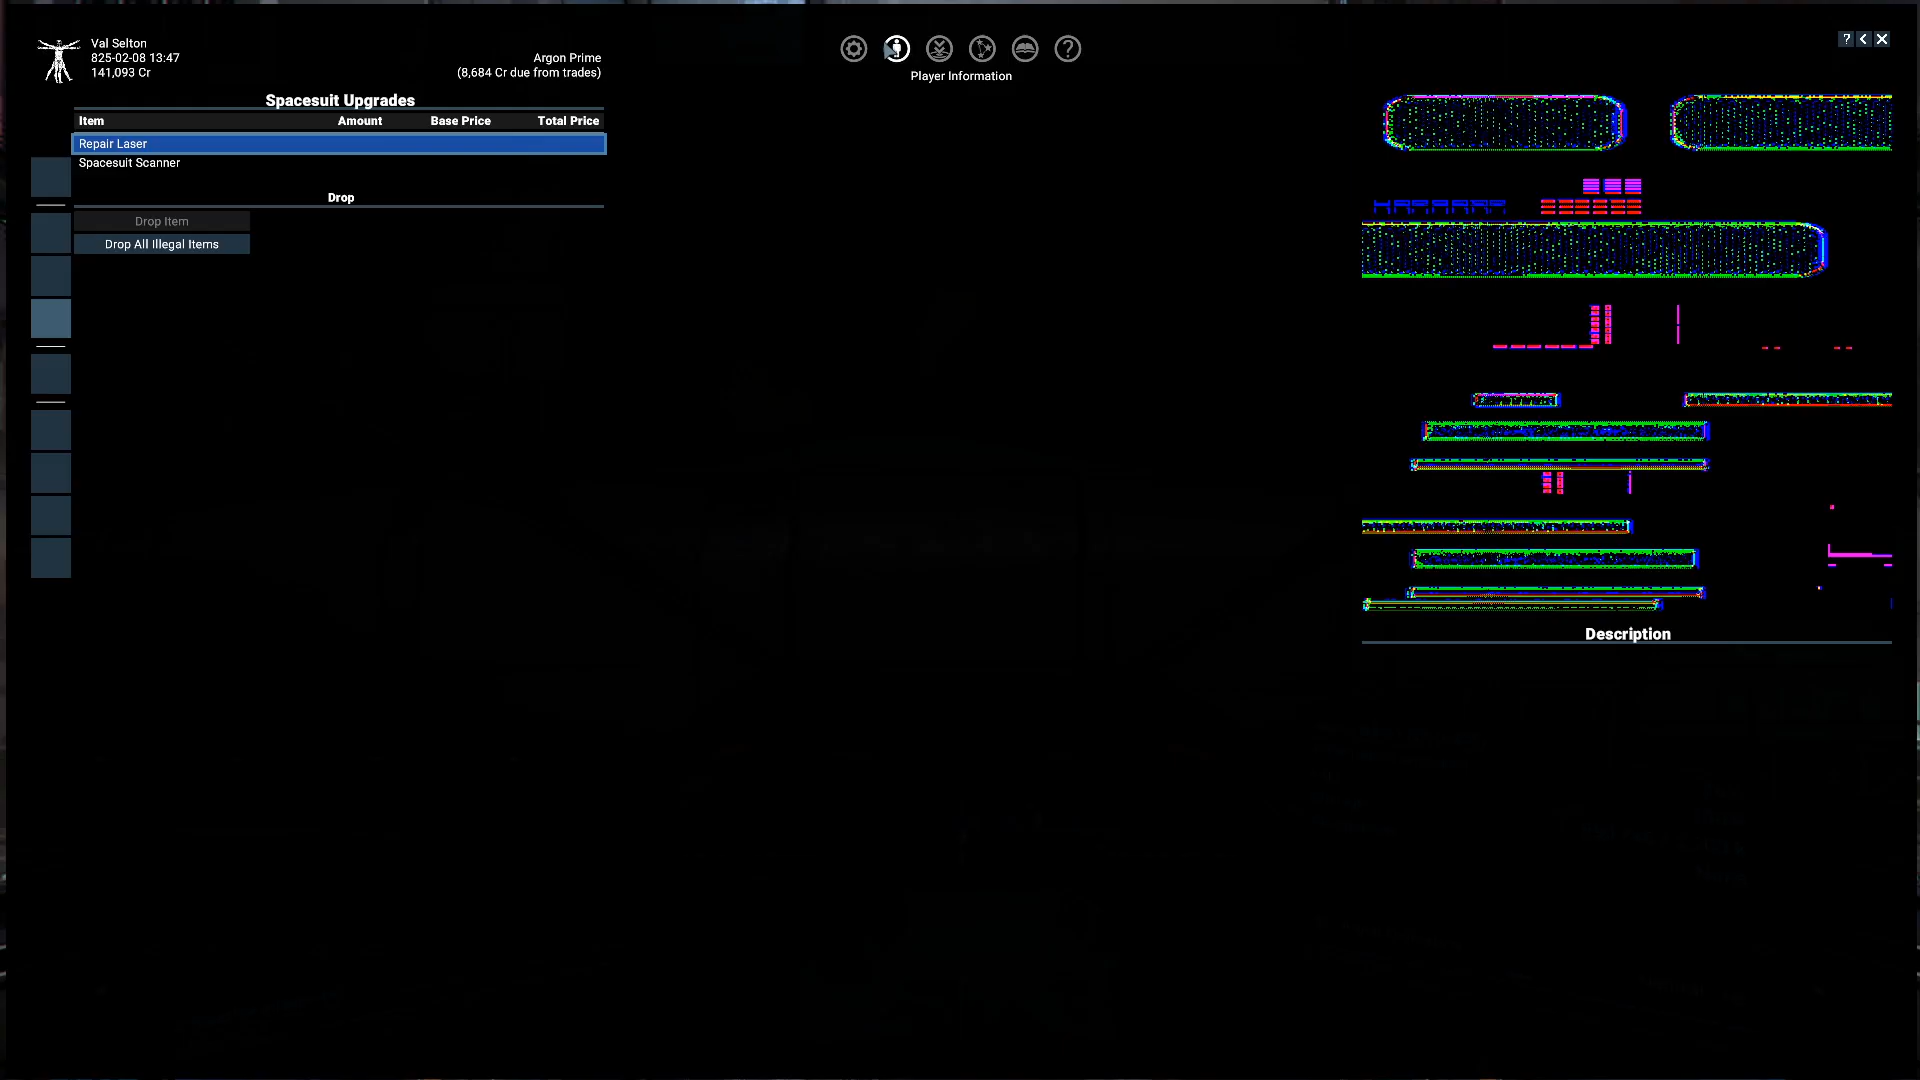 Val Selton
825-02-08 13:47
141,093 Cr
Argon Prime
(8,684 Cr due from trades)
Player Information
?
? < X
Spacesuit Upgrades
Item Amount Base Price Total Price
Repair Laser
Spacesuit Scanner
Drop
Drop Item
Drop All Illegal Items
Description